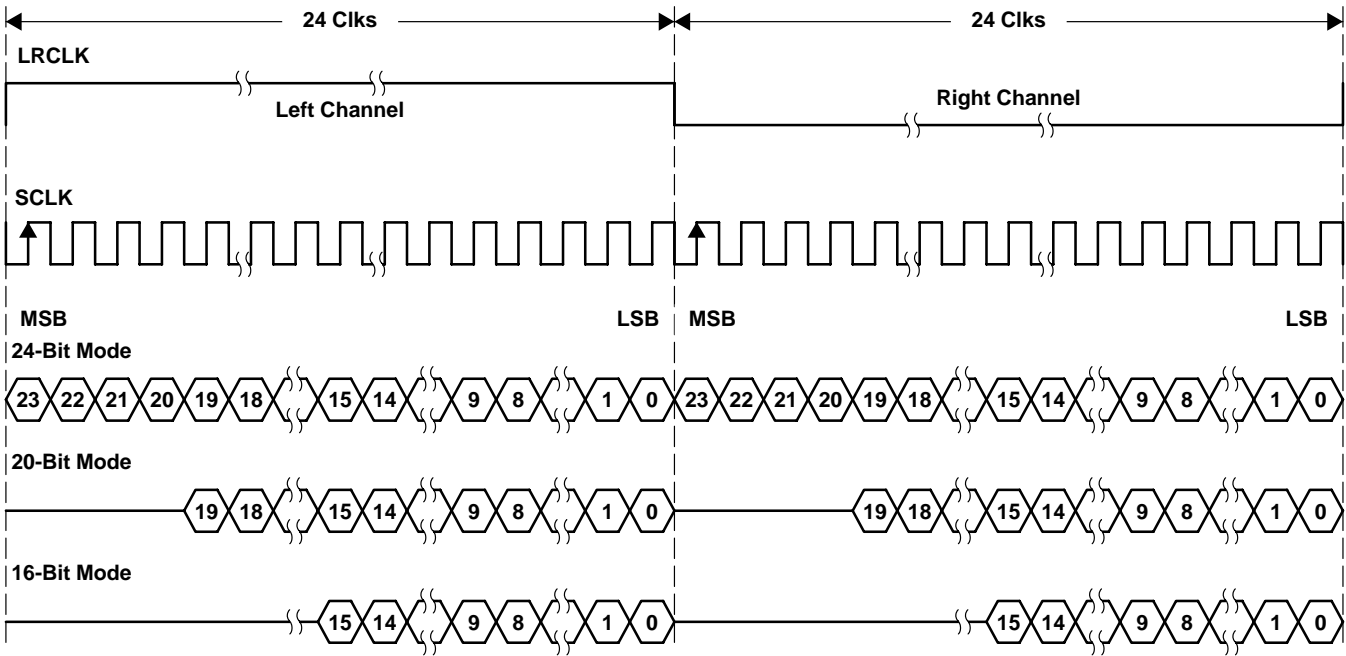 24 Clks 24 Clks
LRCLK
Left Channel Right Channel
SCLK
MSB LSB MSB LSB
24-Bit Mode
23 22 21 20 19 18 15 14 9 8 1 0 23 22 21 20 19 18 15 14 9 8 1 0
20-Bit Mode
19 18 15 14 9 8 1 0 19 18 15 14 9 8 1 0
16-Bit Mode
15 14 9 8 1 0 15 14 9 8 1 0